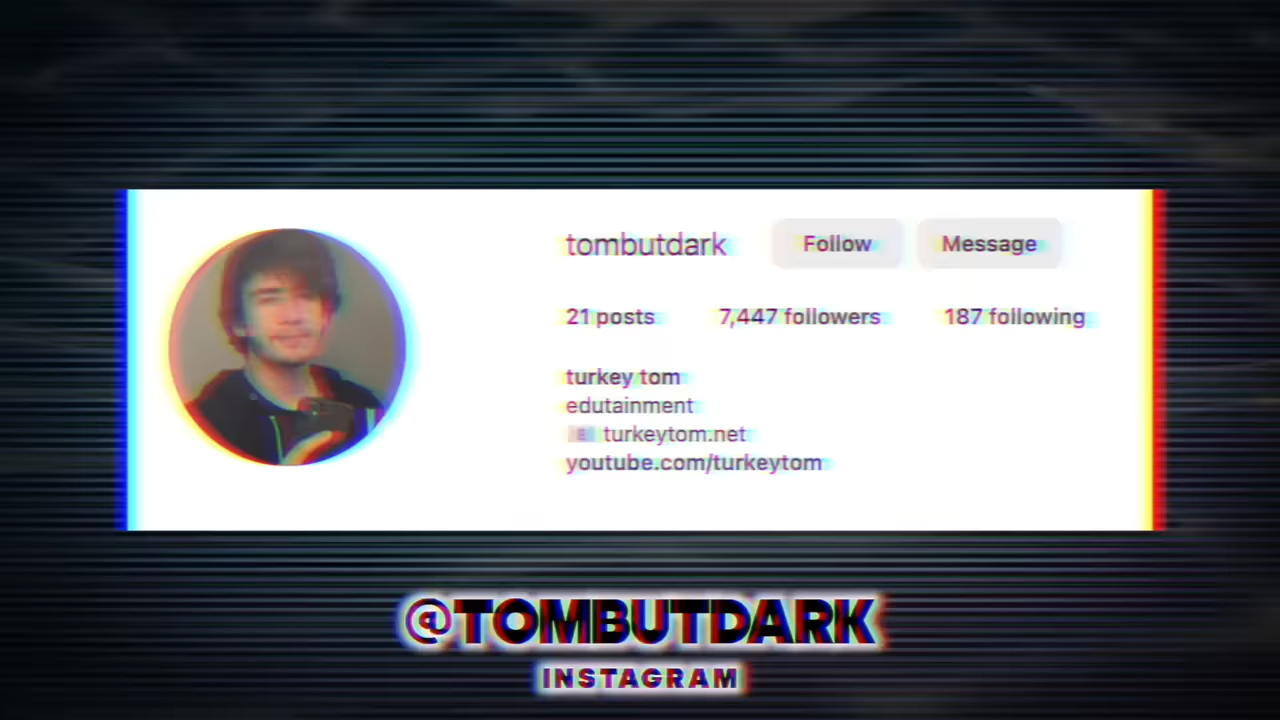 tombutdark Follow Message
21 posts 7,447 followers 187 following
turkey tom
edutainment
turkeytom.net
youtube.com/turkeytom
@TOMBUTDARK
INSTAGRAM